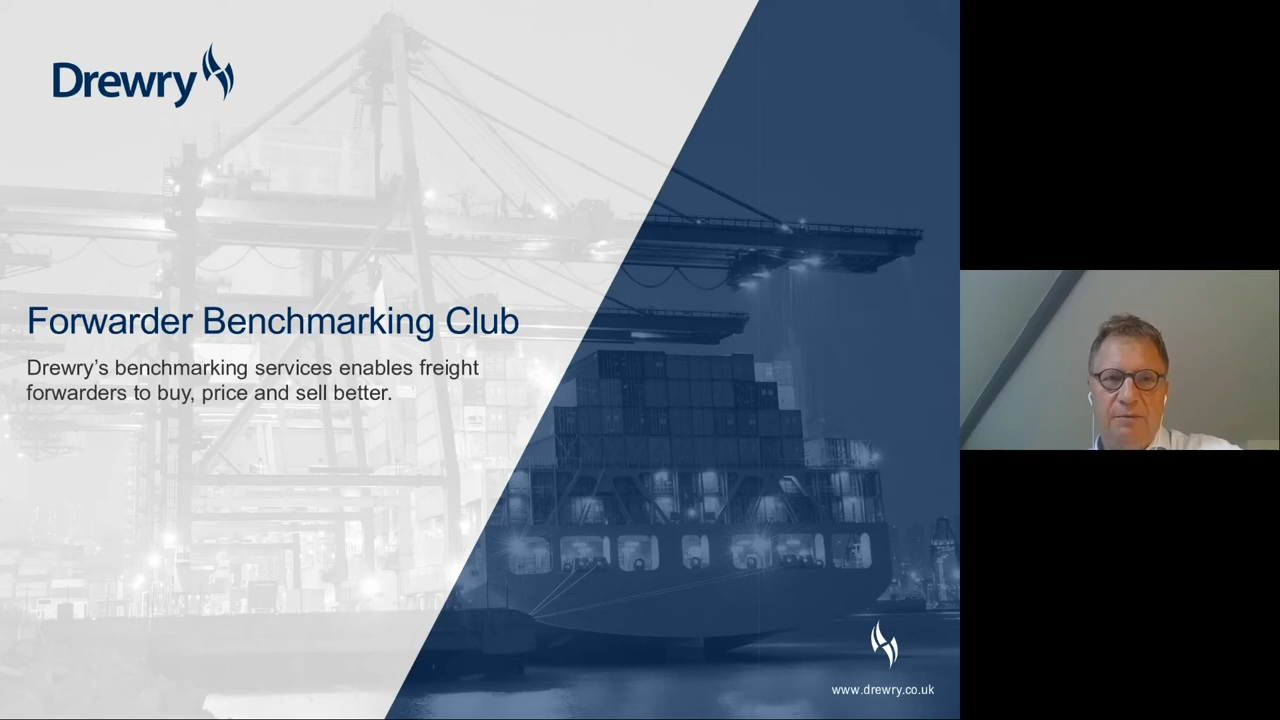 Drewry
Forwarder Benchmarking Club
Drewry's benchmarking services enables freight
forwarders to buy, price and sell better.
www.drewry.co.uk